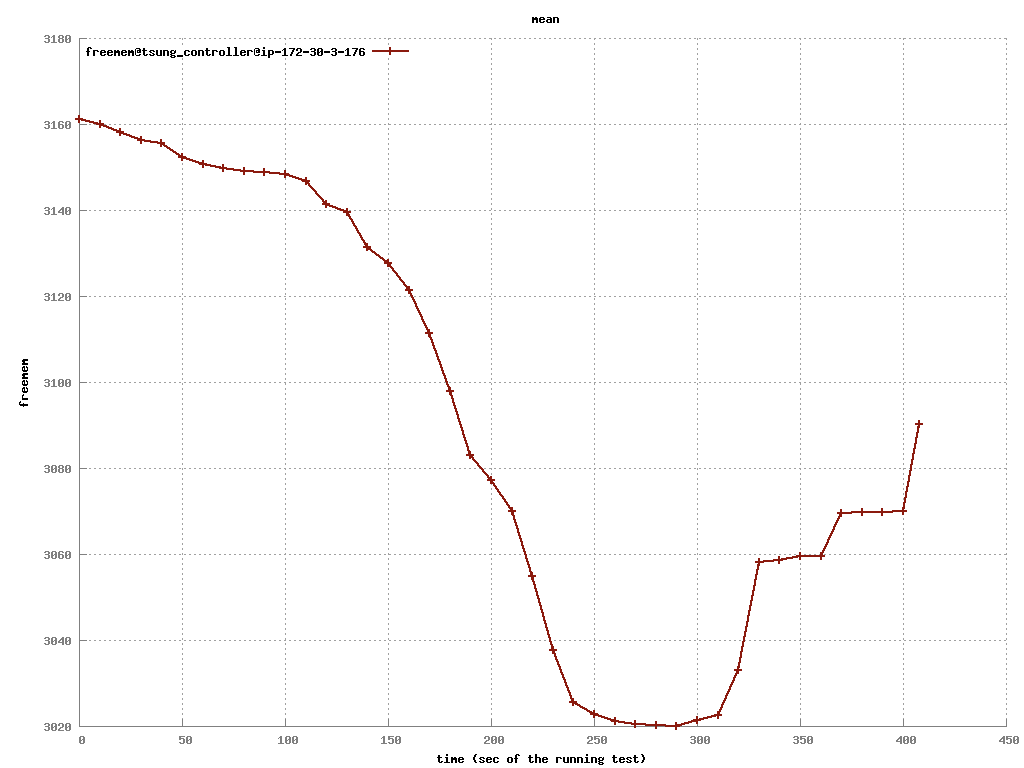 mean
freemem@tsung_controller@ip-172-30-3-176
3180
3160
3140
3120
3100
3080
3060
3040
3020
freemem
0 50 100 150 200 250 300 350 400 450
time (sec of the running test)